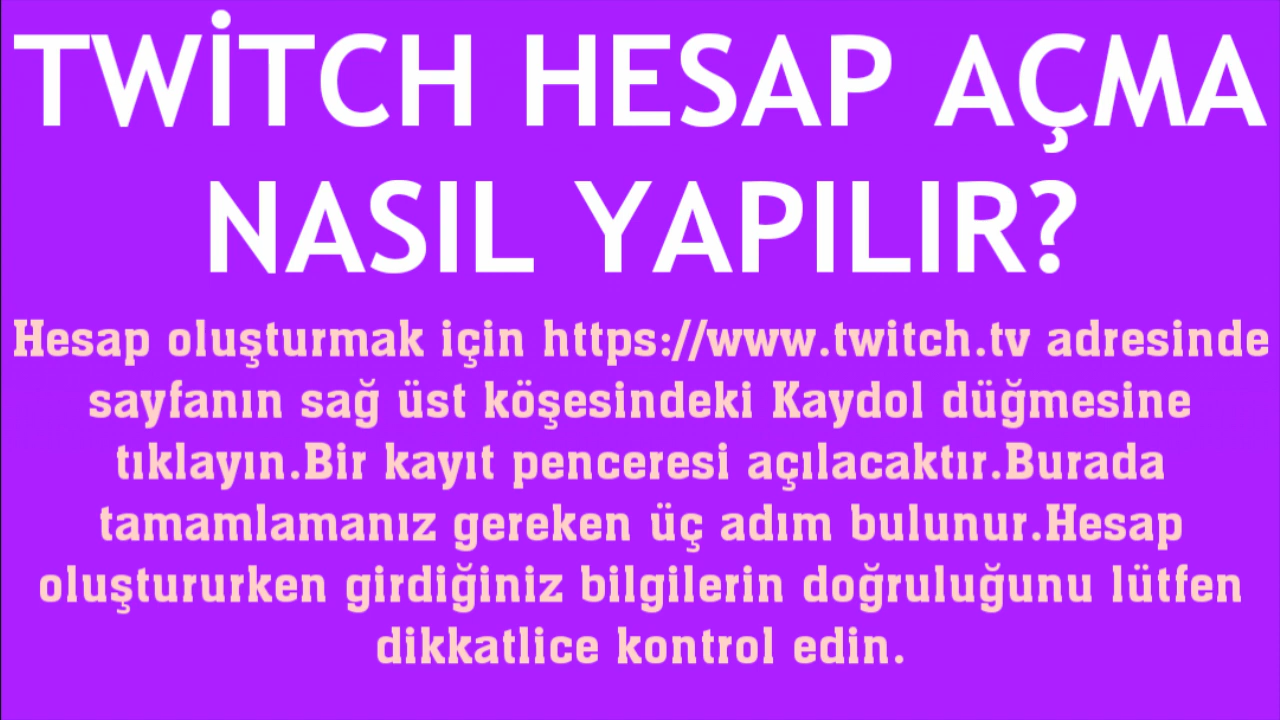 TWİTCH HESAP AÇMA
NASIL YAPILIR?
Hesap oluşturmak için https://www.twitch.tv adresinde
sayfanın sağ üst köşesindeki Kaydol düğmesine
tıklayın.Bir kayıt penceresi açılacaktır.Burada
tamamlamanız gereken üç adım bulunur.Hesap
oluştururken girdiğiniz bilgilerin doğruluğunu lütfen
dikkatlice kontrol edin.